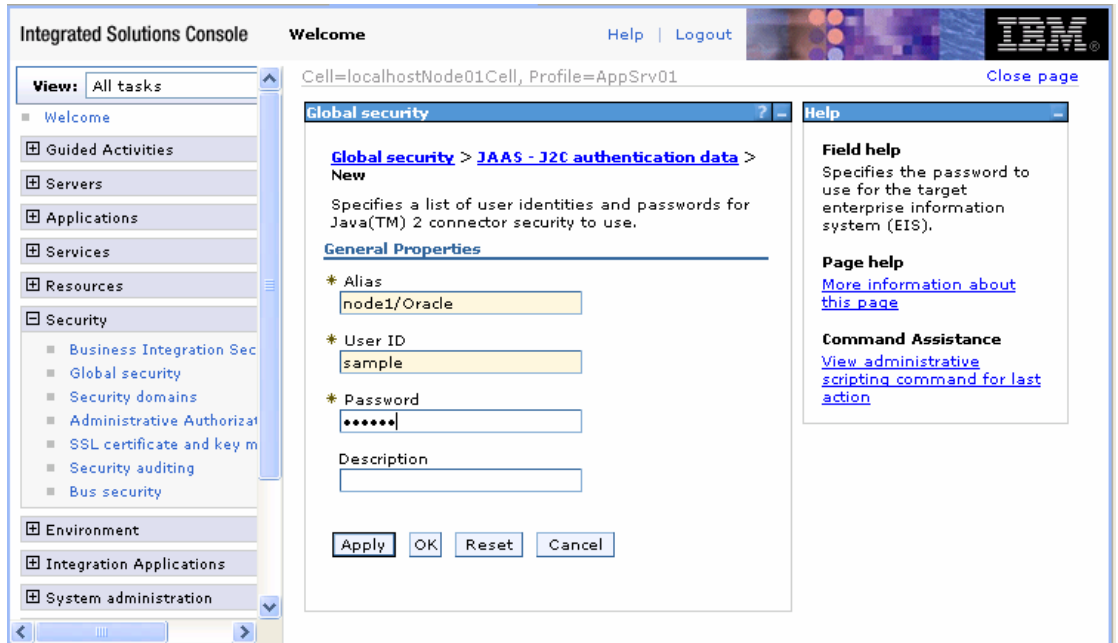 Integrated Solutions Console Welcome Help | Logout IBM®
View: All tasks
Welcome
Guided Activities
Servers
Applications
Services
Resources
Security
Business Integration Sec
Global security
Security domains
Administrative Authorizat
SSL certificate and key m
Security auditing
Bus security
Environment
Integration Applications
System administration
Cell=localhostNode01Cell, Profile=AppSrv01 Close page
Global security ? –
Global security > JAAS - J2C authentication data >
New
Specifies a list of user identities and passwords for
Java(TM) 2 connector security to use.
General Properties
* Alias
node1/Oracle
* User ID
sample
* Password
••••••
Description
Apply OK Reset Cancel
Help –
Field help
Specifies the password to
use for the target
enterprise information
system (EIS).
Page help
More information about
this page
Command Assistance
View administrative
scripting command for last
action